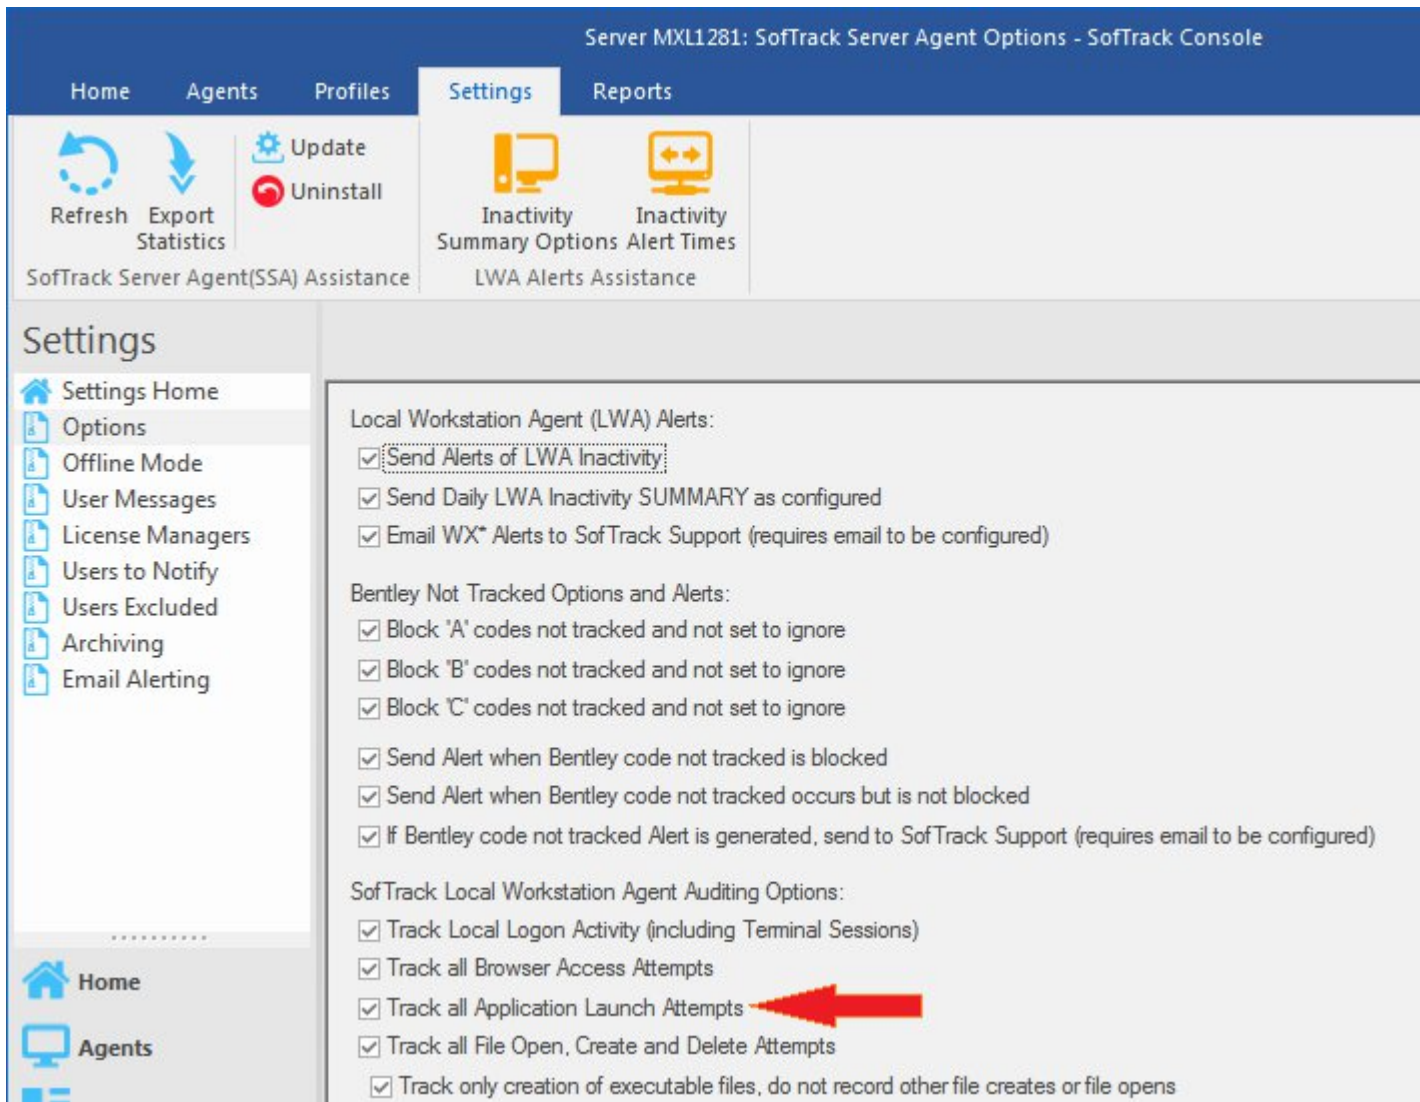 Server MXL1281: SofTrack Server Agent Options - SofTrack Console
Home Agents Profiles Settings Reports
Refresh
Export Statistics
Update
Uninstall
Inactivity Summary Options
Inactivity Alert Times
SofTrack Server Agent(SSA) Assistance
LWA Alerts Assistance
Settings
Settings Home
Options
Offline Mode
User Messages
License Managers
Users to Notify
Users Excluded
Archiving
Email Alerting
Home
Agents
Local Workstation Agent (LWA) Alerts:
Send Alerts of LWA Inactivity
Send Daily LWA Inactivity SUMMARY as configured
Email WX* Alerts to SofTrack Support (requires email to be configured)
Bentley Not Tracked Options and Alerts:
Block 'A' codes not tracked and not set to ignore
Block 'B' codes not tracked and not set to ignore
Block 'C' codes not tracked and not set to ignore
Send Alert when Bentley code not tracked is blocked
Send Alert when Bentley code not tracked occurs but is not blocked
If Bentley code not tracked Alert is generated, send to SofTrack Support (requires email to be configured)
SofTrack Local Workstation Agent Auditing Options:
Track Local Logon Activity (including Terminal Sessions)
Track all Browser Access Attempts
Track all Application Launch Attempts
Track all File Open, Create and Delete Attempts
Track only creation of executable files, do not record other file creates or file opens